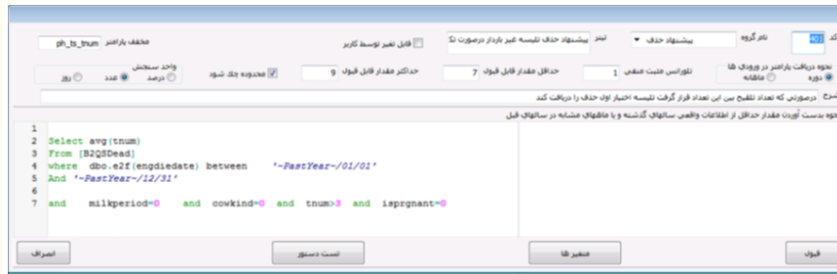 کد 401 نام گروه پیشنهاد حذف تیتر پیشنهاد حذف تلیسه غیر باردار درصورت تک قابل تغیر توسط کاربر مخفف پارامتر ph_ts_tnum
نحوه دریافت پارامتر در ورودی ها دوره ماهانه تلورانس مثبت منفی 1 حداقل مقدار قابل قبول 7 حداکثر مقدار قابل قبول 9 محدوده چک شود واحد سنجش درصد عدد روز
شرح درصورتی که تعداد تلقیح بین این تعداد قرار گرفت تلیسه اختیار اول حذف را دریافت کند
نحوه بدست آوردن مقدار حداقل از اطلاعات واقعی سالهای گذشته و یا ماههای مشابه در سالهای قبل
1
2 Select avg(tnum)
3 From [B2QSDead]
4 where dbo.e2f(engdiedate) between '~PastYear~/01/01'
5 And '~PastYear~/12/31'
6
7 and milkperiod=0 and cowkind=0 and tnum>3 and isprgnant=0
قبول متغیر ها تست دستور انصراف